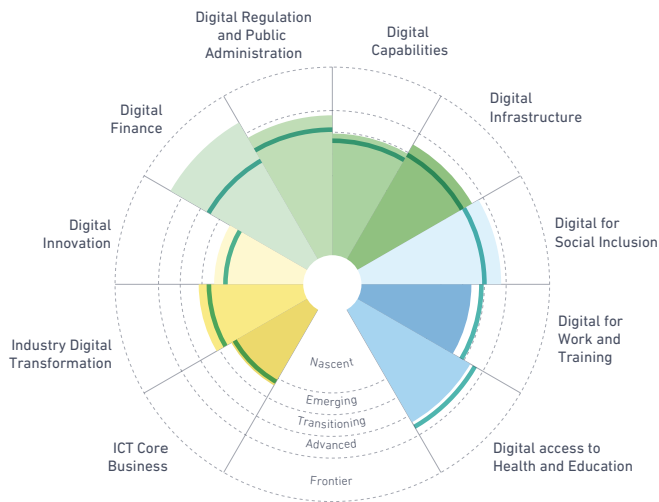 Digital Regulation
and Public
Administration
Digital
Capabilities
Digital
Finance
Digital
Infrastructure
Digital
Innovation
Digital for
Social Inclusion
Industry Digital
Transformation
Digital for
Work and
Training
ICT Core
Business
Digital access to
Health and Education
Nascent
Emerging
Transitioning
Advanced
Frontier